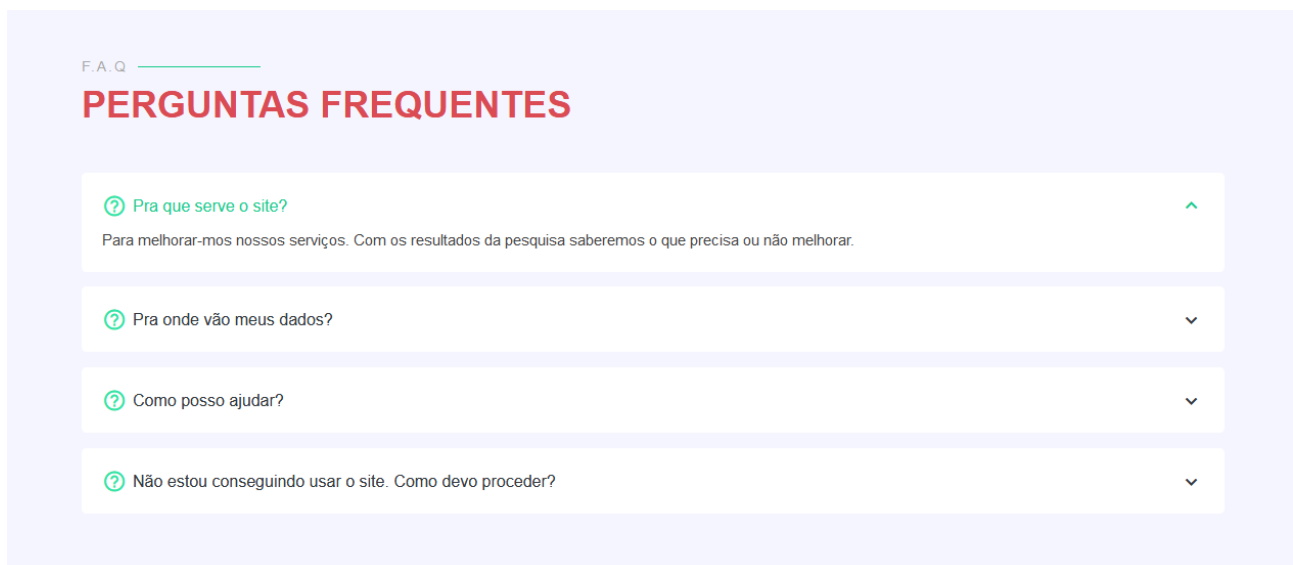 F.A.Q
PERGUNTAS FREQUENTES
Pra que serve o site?
Para melhorar-mos nossos serviços. Com os resultados da pesquisa saberemos o que precisa ou não melhorar.
Pra onde vão meus dados?
Como posso ajudar?
Não estou conseguindo usar o site. Como devo proceder?